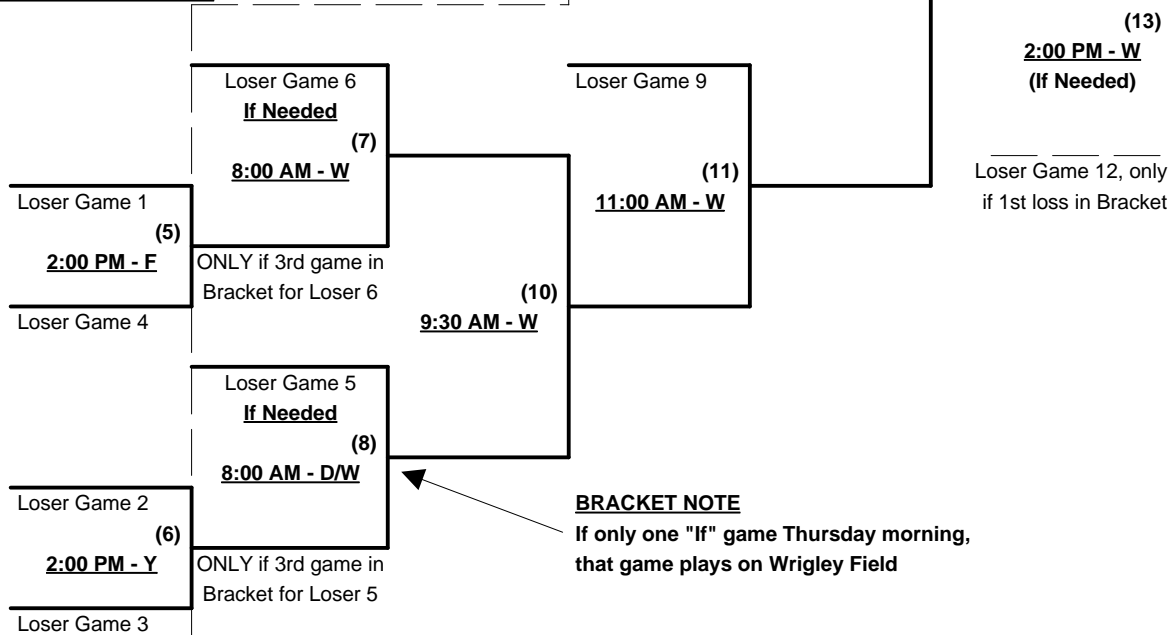 (13)
2:00 PM - W
(If Needed)
Loser Game 6
If Needed
(7)
8:00 AM - W
Loser Game 9
(11)
11:00 AM - W
Loser Game 12, only
if 1st loss in Bracket
Loser Game 1
(5)
2:00 PM - F
Loser Game 4
ONLY if 3rd game in
Bracket for Loser 6
(10)
9:30 AM - W
Loser Game 5
If Needed
(8)
8:00 AM - D/W
Loser Game 2
(6)
2:00 PM - Y
Loser Game 3
ONLY if 3rd game in
Bracket for Loser 5
BRACKET NOTE
If only one "If" game Thursday morning,
that game plays on Wrigley Field